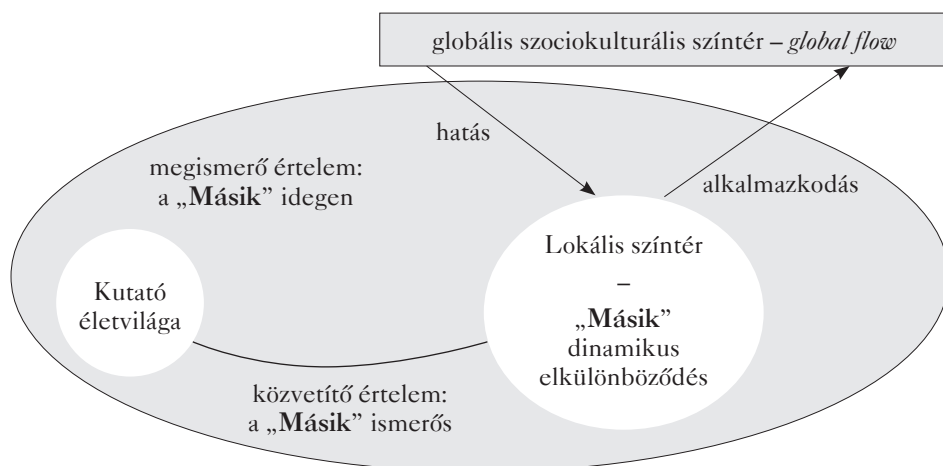 globális szociokulturális színtér – global flow
hatás
megismerő értelem:
a „Másik” idegen
alkalmazkodás
Lokális színtér
–
„Másik”
dinamikus
elkülönböződés
Kutató
életvilága
közvetítő értelem:
a „Másik” ismerős